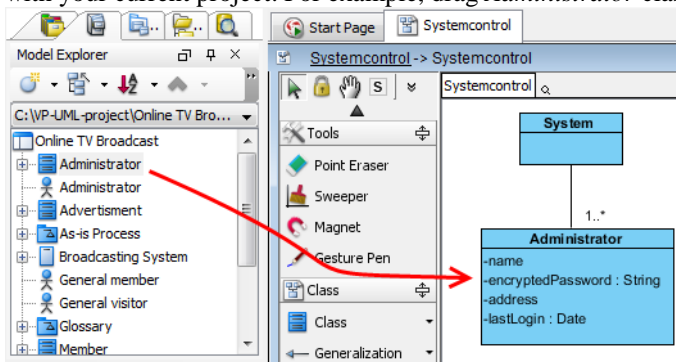 Start Page
Systemcontrol
Model Explorer
Systemcontrol -> Systemcontrol
S
Systemcontrol
C:\VP-UML-project\Online TV Bro...
Online TV Broadcast
Administrator
Administrator
Advertisment
As-is Process
Broadcasting System
General member
General visitor
Glossary
Member
Tools
Point Eraser
Sweeper
Magnet
Gesture Pen
Class
Class
Generalization
System
1..*
Administrator
-name
-encryptedPassword : String
-address
-lastLogin : Date